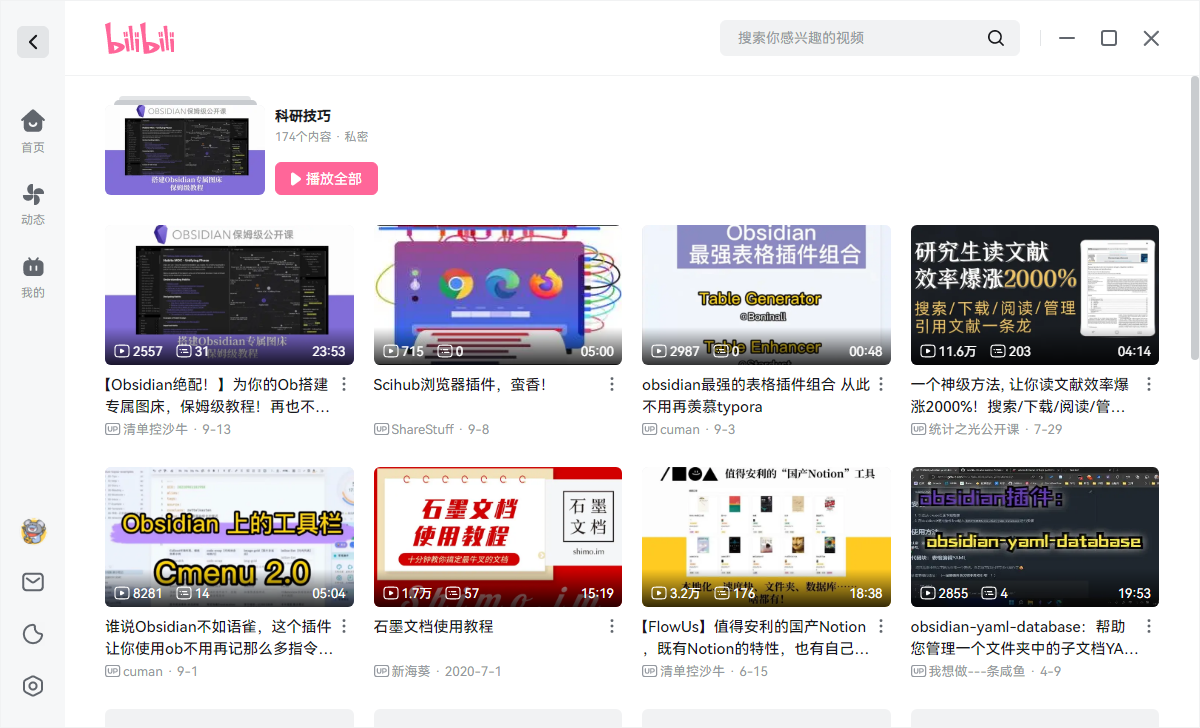 bilibili
搜索你感兴趣的视频
首页
动态
我的
OBSIDIAN保姆级公开课
搭建Obsidian专属图床
保姆级教程
科研技巧
174个内容 · 私密
播放全部
OBSIDIAN保姆级公开课
搭建Obsidian专属图床
保姆级教程
2557 31 23:53
【Obsidian绝配！】为你的Ob搭建
专属图床，保姆级教程！再也不…
UP 清单控沙牛 · 9-13
715 0 05:00
Scihub浏览器插件，蛮香！
UP ShareStuff · 9-8
Obsidian
最强表格插件组合
Table Generator
@Boninall
Table Enhancer
2987 0 00:48
obsidian最强的表格插件组合 从此
不用再羡慕typora
UP cuman · 9-3
研究生读文献
效率爆涨2000%
搜索/下载/阅读/管理
引用文献一条龙
11.6万 203 04:14
一个神级方法, 让你读文献效率爆
涨2000%！搜索/下载/阅读/管…
UP 统计之光公开课 · 7-29
Obsidian 上的工具栏
Cmenu 2.0
8281 14 05:04
谁说Obsidian不如语雀，这个插件
让你使用ob不用再记那么多指令…
UP cuman · 9-1
石墨文档
使用教程
十分钟教你搞定最牛叉的文档
石墨
文档
shimo.im
Shimo im
1.7万 57 15:19
石墨文档使用教程
UP 新海葵 · 2020-7-1
值得安利的“国产Notion”工具
本地化、速度快、文件夹、数据库……
啥都有！
3.2万 176 18:38
【FlowUs】值得安利的国产Notion
，既有Notion的特性，也有自己…
UP 清单控沙牛 · 6-15
obsidian插件：
obsidian-yaml-database
2855 4 19:53
obsidian-yaml-database：帮助
您管理一个文件夹中的子文档YA…
UP 我想做---条咸鱼 · 4-9